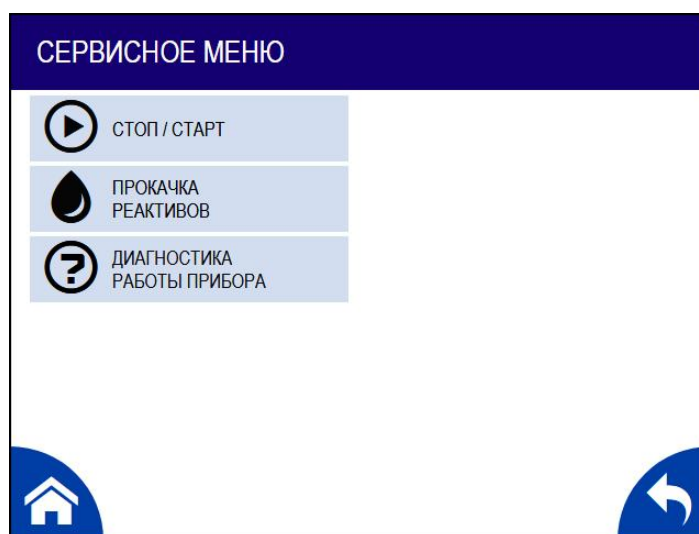 СЕРВИСНОЕ МЕНЮ
СТОП / СТАРТ
ПРОКАЧКА
РЕАКТИВОВ
ДИАГНОСТИКА
РАБОТЫ ПРИБОРА